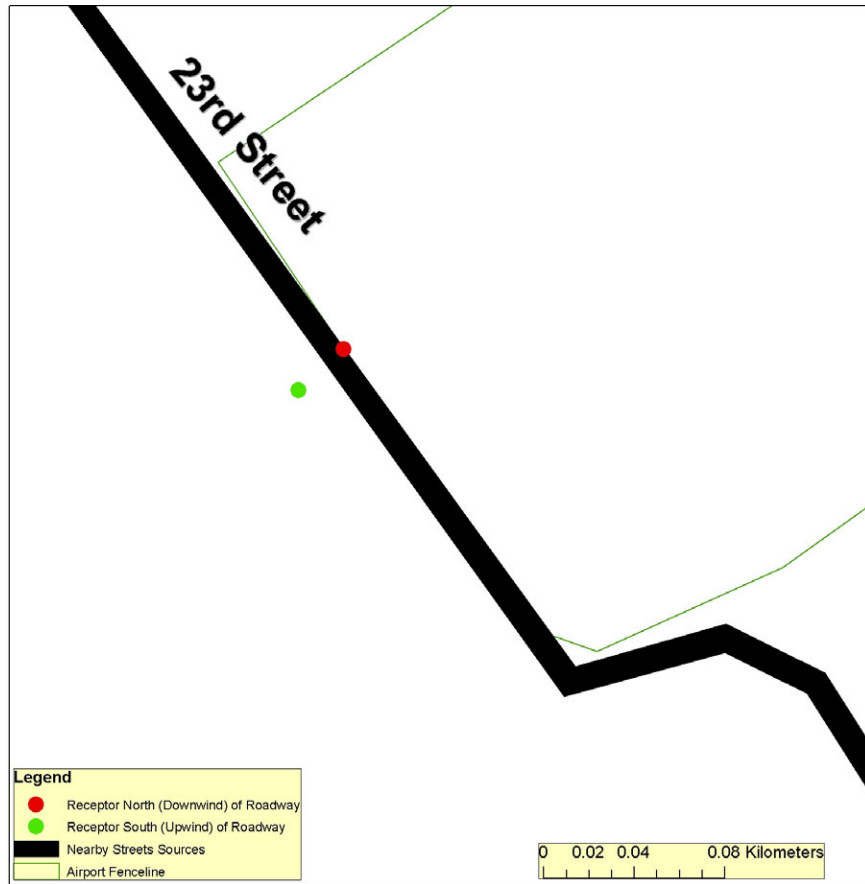 23rd Street
Legend
Receptor North (Downwind) of Roadway
Receptor South (Upwind) of Roadway
Nearby Streets Sources
Airport Fenceline
0 0.02 0.04 0.08 Kilometers